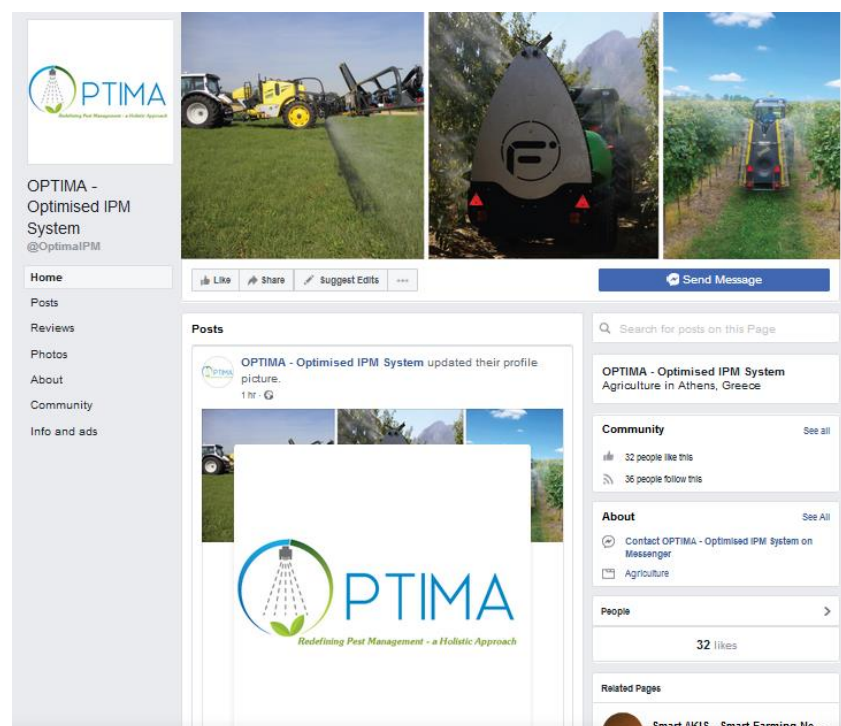 PTIMA
Redefining Pest Management - a Holistic Approach
OPTIMA -
Optimised IPM
System
@OptimaIPM
Home
Posts
Reviews
Photos
About
Community
Info and ads
F
Like
Share
Suggest Edits
Send Message
Posts
OPTIMA - Optimised IPM System updated their profile
picture.
1 hr ·
PTIMA
PTIMA
Redefining Pest Management - a Holistic Approach
Search for posts on this Page
OPTIMA - Optimised IPM System
Agriculture in Athens, Greece
Community
See all
32 people like this
36 people follow this
About
See All
Contact OPTIMA - Optimised IPM System on
Messenger
Agriculture
People
32 likes
Related Pages